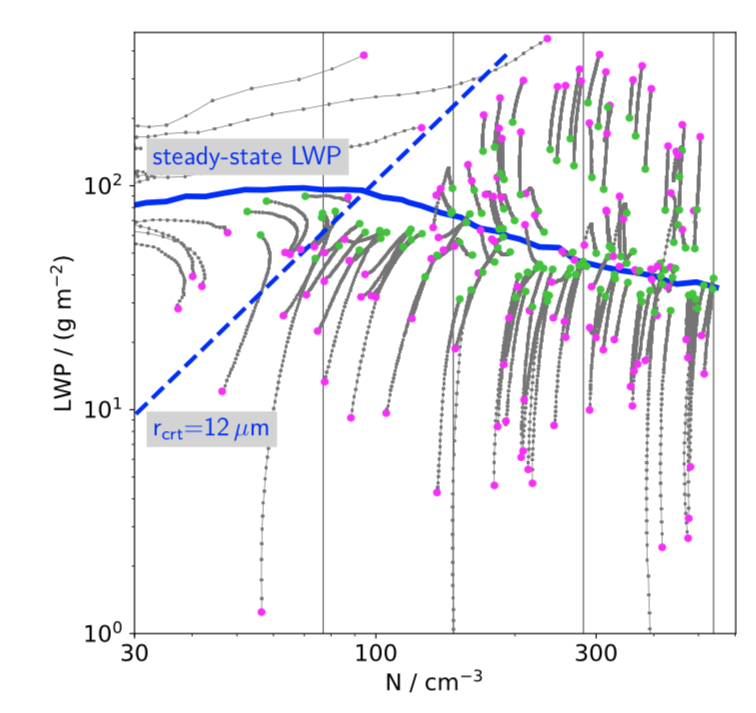 steady-state LWP
10²
LWP / (g m⁻²)
10¹
r_crt=12 μm
10⁰
30
100
300
N / cm⁻³